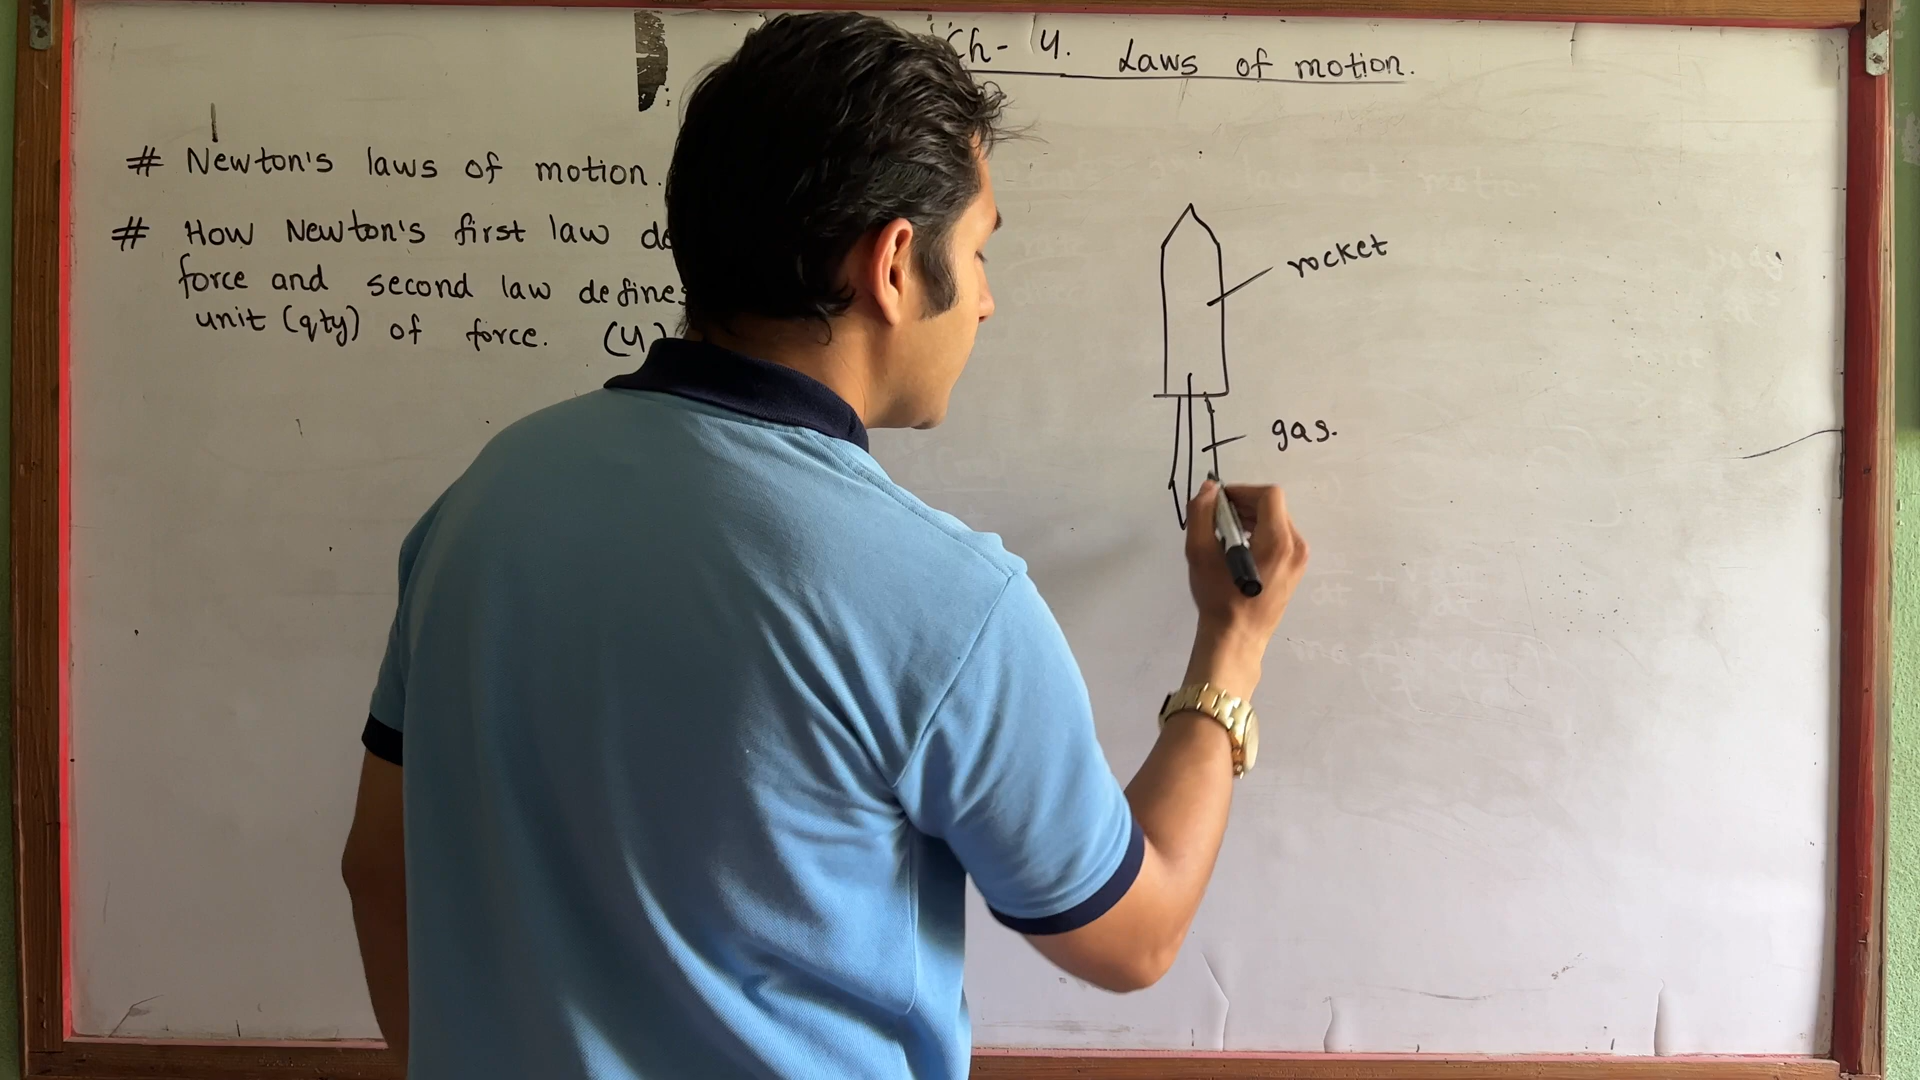 Ch- 4. Laws of motion.
# Newton's laws of motion.
# How Newton's first law de
force and second law defines
unit (qty) of force. (4)
rocket
gas.